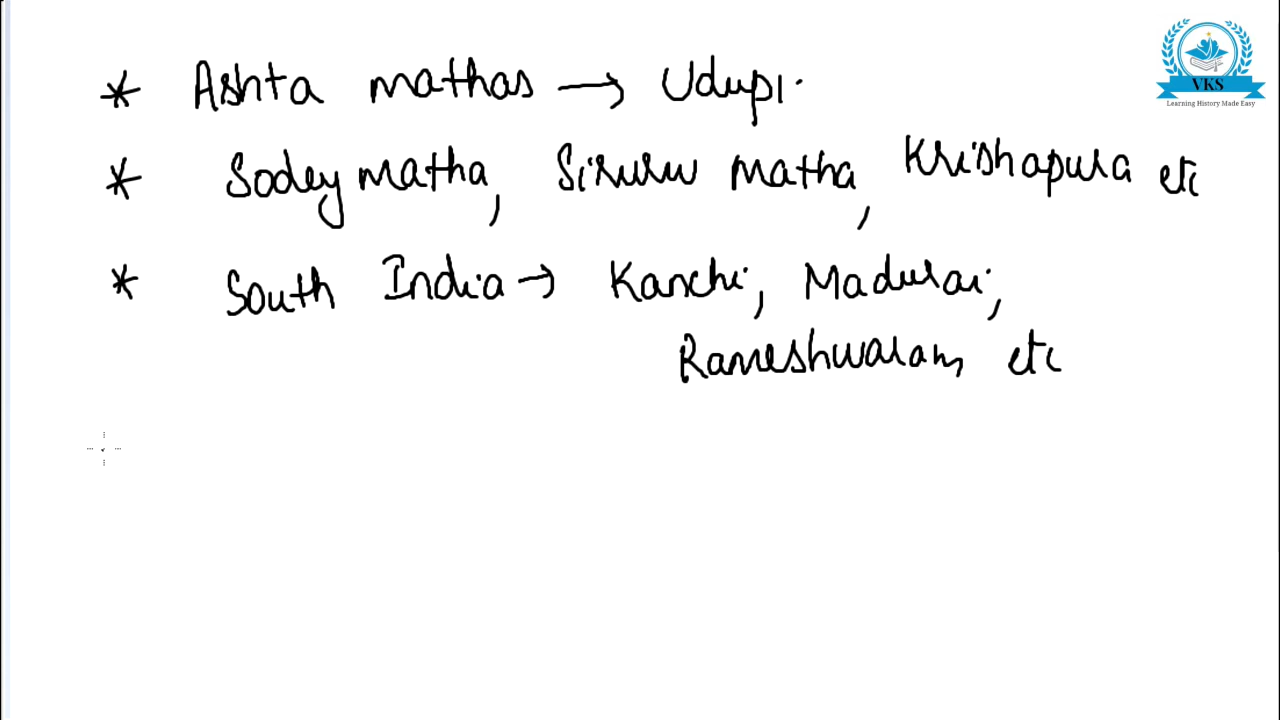 * Ashta mathas → Udupi.
* Sodey matha, Siruru matha, Krishapura etc
* South India → Kanchi, Madurai,
Rameshwaram etc
VKS
Learning History Made Easy